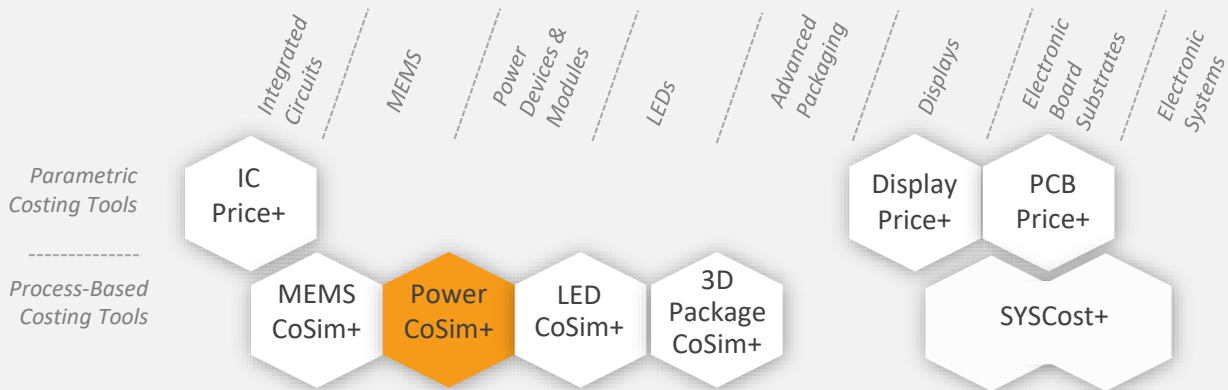 Integrated
Circuits
MEMS
Power
Devices &
Modules
LEDs
Advanced
Packaging
Displays
Electronic
Board
Substrates
Electronic
Systems
Parametric
Costing Tools
IC
Price+
Display
Price+
PCB
Price+
Process-Based
Costing Tools
MEMS
CoSim+
Power
CoSim+
LED
CoSim+
3D
Package
CoSim+
SYSCost+